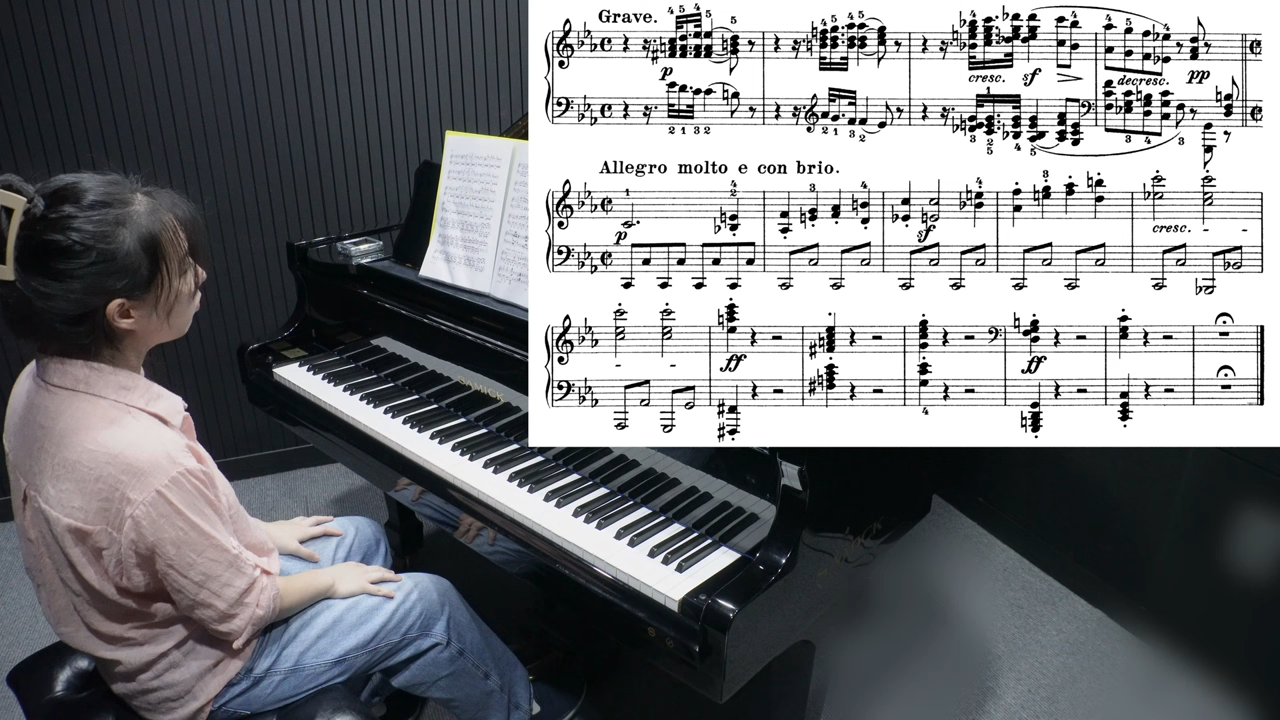 Grave.
p
cresc.
sf
decresc.
pp
Allegro molto e con brio.
p
sf
cresc.
ff
ff
SAMICK